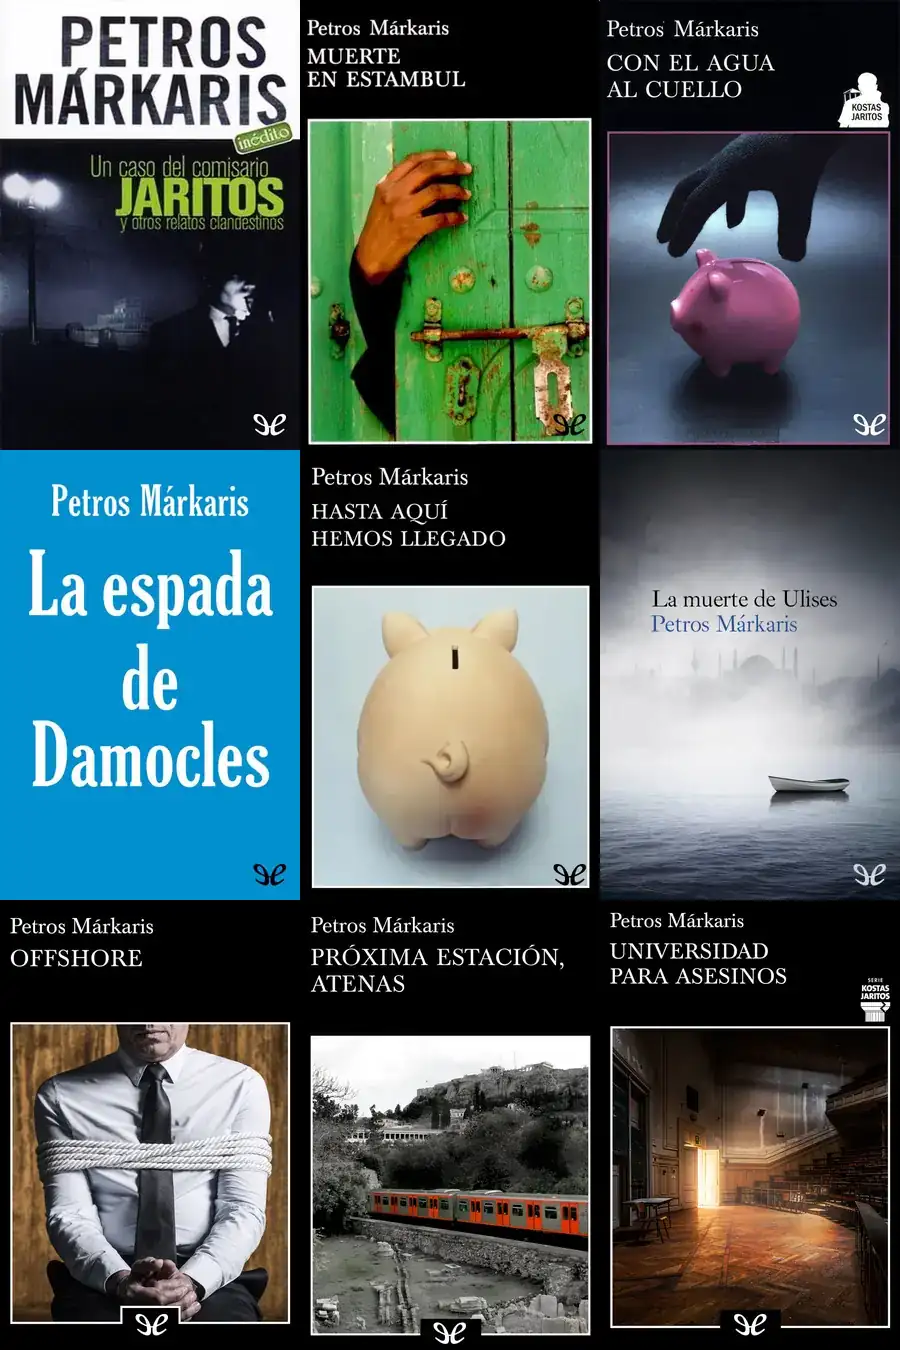 PETROS
MÁRKARIS
inédito
Un caso del comisario
JARITOS
y otros relatos clandestinos
Petros Márkaris
MUERTE
EN ESTAMBUL
Petros Márkaris
CON EL AGUA
AL CUELLO
KOSTAS
JARITOS
Petros Márkaris
La espada
de
Damocles
Petros Márkaris
HASTA AQUÍ
HEMOS LLEGADO
La muerte de Ulises
Petros Márkaris
Petros Márkaris
OFFSHORE
Petros Márkaris
PRÓXIMA ESTACIÓN,
ATENAS
Petros Márkaris
UNIVERSIDAD
PARA ASESINOS
SERIE
KOSTAS
JARITOS